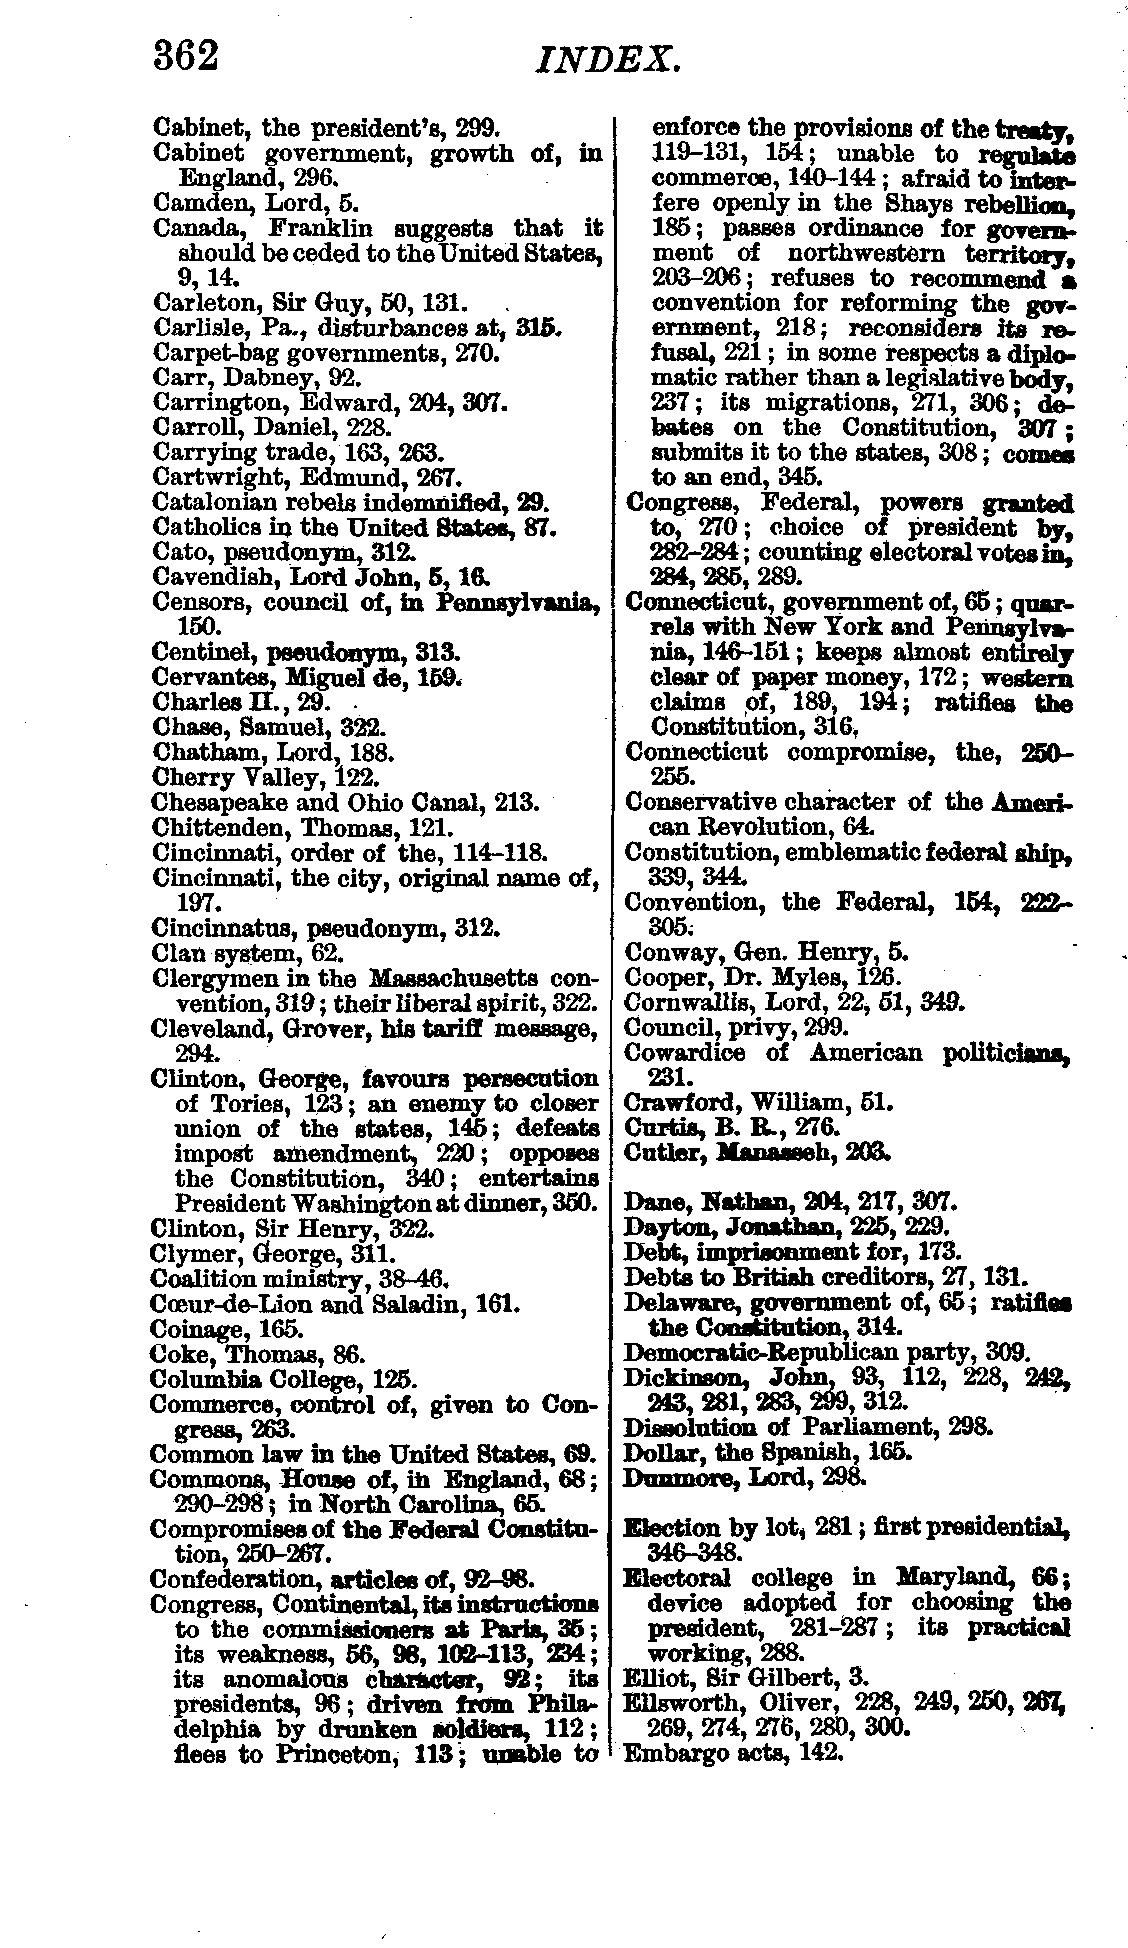 362
INDEX.
Cabinet, the president's, 299.
Cabinet government, growth of, in
England, 296.
Camden, Lord, 5.
Canada, Franklin suggests that it
should be ceded to the United States,
9, 14.
Carleton, Sir Guy, 50, 131.
Carlisle, Pa., disturbances at, 315.
Carpet-bag governments, 270.
Carr, Dabney, 92.
Carrington, Edward, 204, 307.
Carroll, Daniel, 228.
Carrying trade, 163, 263.
Cartwright, Edmund, 267.
Catalonian rebels indemnified, 29.
Catholics in the United States, 87.
Cato, pseudonym, 312.
Cavendish, Lord John, 5, 16.
Censors, council of, in Pennsylvania,
150.
Centinel, pseudonym, 313.
Cervantes, Miguel de, 159.
Charles II., 29.
Chase, Samuel, 322.
Chatham, Lord, 188.
Cherry Valley, 122.
Chesapeake and Ohio Canal, 213.
Chittenden, Thomas, 121.
Cincinnati, order of the, 114–118.
Cincinnati, the city, original name of,
197.
Cincinnatus, pseudonym, 312.
Clan system, 62.
Clergymen in the Massachusetts con-
vention, 319; their liberal spirit, 322.
Cleveland, Grover, his tariff message,
294.
Clinton, George, favours persecution
of Tories, 123; an enemy to closer
union of the states, 145; defeats
impost amendment, 220; opposes
the Constitution, 340; entertains
President Washington at dinner, 350.
Clinton, Sir Henry, 322.
Clymer, George, 311.
Coalition ministry, 38–46.
Cœur-de-Lion and Saladin, 161.
Coinage, 165.
Coke, Thomas, 86.
Columbia College, 125.
Commerce, control of, given to Con-
gress, 263.
Common law in the United States, 69.
Commons, House of, in England, 68;
290–298; in North Carolina, 65.
Compromises of the Federal Constitu-
tion, 250–267.
Confederation, articles of, 92–98.
Congress, Continental, its instructions
to the commissioners at Paris, 35;
its weakness, 56, 98, 102–113, 234;
its anomalous character, 92; its
presidents, 96; driven from Phila-
delphia by drunken soldiers, 112;
flees to Princeton, 113; unable to
enforce the provisions of the treaty,
119–131, 154; unable to regulate
commerce, 140–144; afraid to inter-
fere openly in the Shays rebellion,
185; passes ordinance for govern-
ment of northwestern territory,
203–206; refuses to recommend a
convention for reforming the gov-
ernment, 218; reconsiders its re-
fusal, 221; in some respects a diplo-
matic rather than a legislative body,
237; its migrations, 271, 306; de-
bates on the Constitution, 307;
submits it to the states, 308; comes
to an end, 345.
Congress, Federal, powers granted
to, 270; choice of president by,
282–284; counting electoral votes in,
284, 285, 289.
Connecticut, government of, 65; quar-
rels with New York and Pennsylva-
nia, 146–151; keeps almost entirely
clear of paper money, 172; western
claims of, 189, 194; ratifies the
Constitution, 316.
Connecticut compromise, the, 250–
255.
Conservative character of the Ameri-
can Revolution, 64.
Constitution, emblematic federal ship,
339, 344.
Convention, the Federal, 154, 222–
305.
Conway, Gen. Henry, 5.
Cooper, Dr. Myles, 126.
Cornwallis, Lord, 22, 51, 349.
Council, privy, 299.
Cowardice of American politicians,
231.
Crawford, William, 51.
Curtis, B. R., 276.
Cutler, Manasseh, 203.
Dane, Nathan, 204, 217, 307.
Dayton, Jonathan, 225, 229.
Debt, imprisonment for, 173.
Debts to British creditors, 27, 131.
Delaware, government of, 65; ratifies
the Constitution, 314.
Democratic-Republican party, 309.
Dickinson, John, 93, 112, 228, 242,
243, 281, 283, 299, 312.
Dissolution of Parliament, 298.
Dollar, the Spanish, 165.
Dunmore, Lord, 298.
Election by lot, 281; first presidential,
346–348.
Electoral college in Maryland, 66;
device adopted for choosing the
president, 281–287; its practical
working, 288.
Elliot, Sir Gilbert, 3.
Ellsworth, Oliver, 228, 249, 250, 267,
269, 274, 276, 280, 300.
Embargo acts, 142.